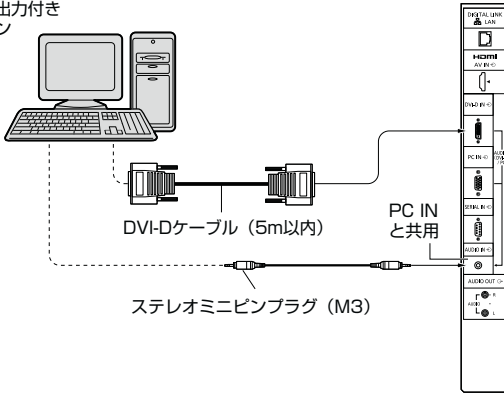 出力付き
ン
DIGITAL LINK
LAN
HDMI
AV IN
DVI-D IN
PC IN
SERIAL IN
AUDIO IN
AUDIO OUT
AUDIO
R
L
PC IN
と共用
DVI-Dケーブル（5m以内）
ステレオミニピンプラグ（M3）